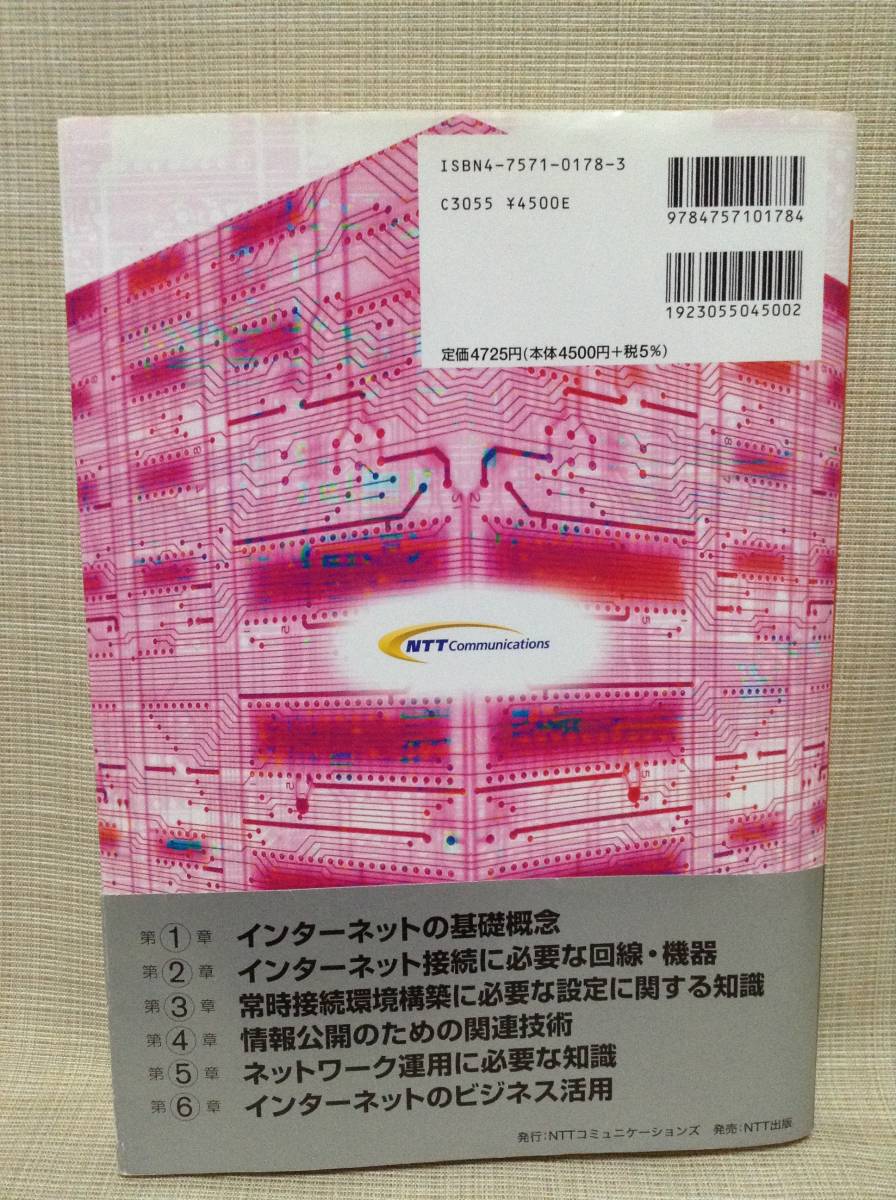 ISBN4-7571-0178-3
C3055 ¥4500E
9784757101784
1923055045002
定価4725円(本体4500円+税5%)
NTT Communications
第1章 インターネットの基礎概念
第2章 インターネット接続に必要な回線・機器
第3章 常時接続環境構築に必要な設定に関する知識
第4章 情報公開のための関連技術
第5章 ネットワーク運用に必要な知識
第6章 インターネットのビジネス活用
発行:NTTコミュニケーションズ 発売:NTT出版